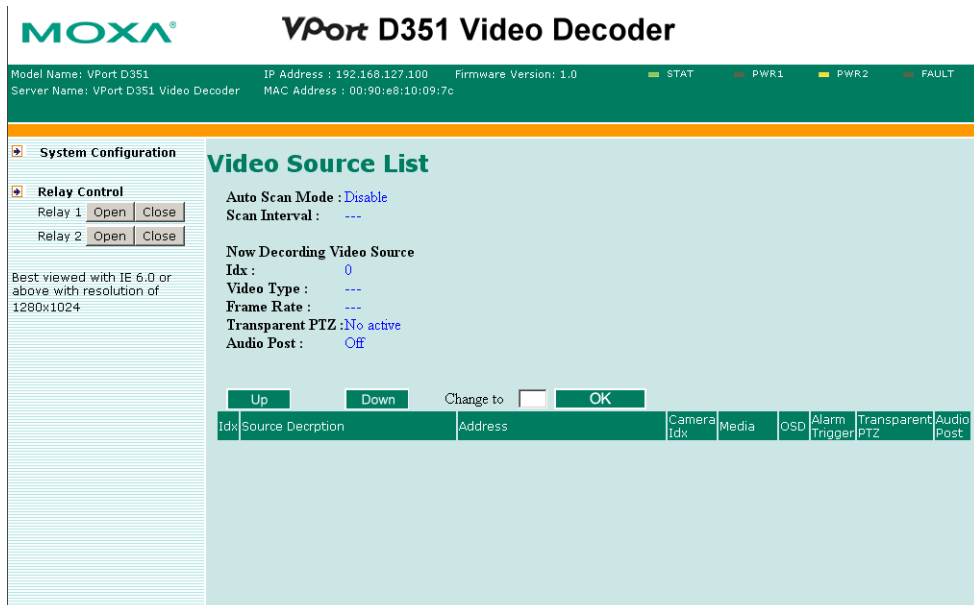 MOXA®
VPort D351 Video Decoder
Model Name: VPort D351
IP Address : 192.168.127.100
Firmware Version: 1.0
STAT
PWR1
PWR2
FAULT
Server Name: VPort D351 Video Decoder
MAC Address : 00:90:e8:10:09:7c
System Configuration
Relay Control
Relay 1 Open Close
Relay 2 Open Close
Best viewed with IE 6.0 or
above with resolution of
1280x1024
Video Source List
Auto Scan Mode : Disable
Scan Interval : ---
Now Decording Video Source
Idx : 0
Video Type : ---
Frame Rate : ---
Transparent PTZ : No active
Audio Post : Off
Up Down Change to OK
Idx
Source Decrption
Address
Camera
Idx
Media
OSD
Alarm
Trigger
Transparent
PTZ
Audio
Post